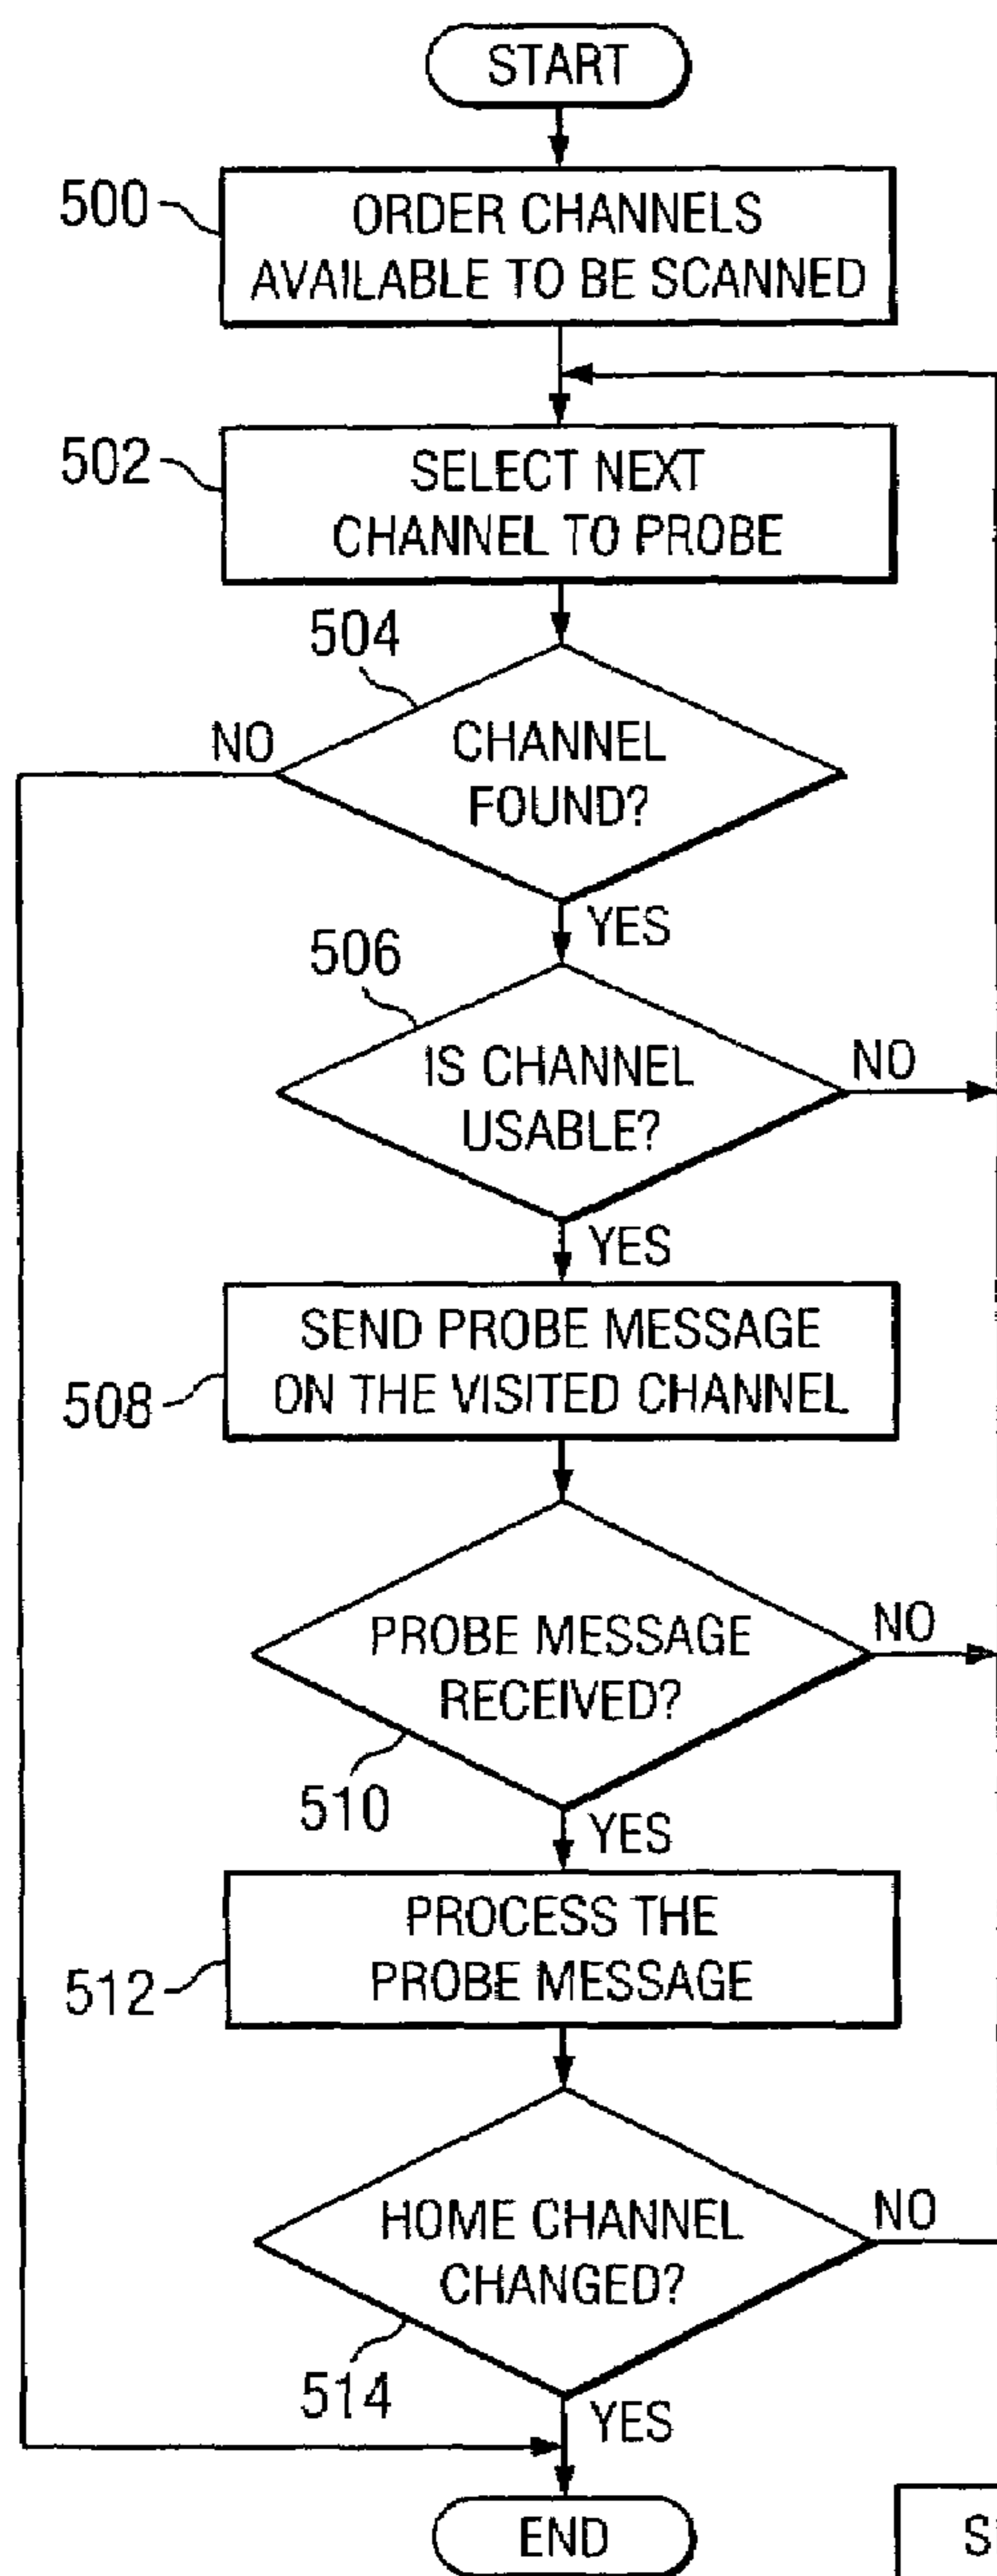 START
500
ORDER CHANNELS
AVAILABLE TO BE SCANNED
502
SELECT NEXT
CHANNEL TO PROBE
504
NO
CHANNEL
FOUND?
YES
506
IS CHANNEL
USABLE?
NO
YES
SEND PROBE MESSAGE
ON THE VISITED CHANNEL
508
PROBE MESSAGE
RECEIVED?
NO
510
YES
PROCESS THE
PROBE MESSAGE
512
HOME CHANNEL
CHANGED?
NO
514
YES
END